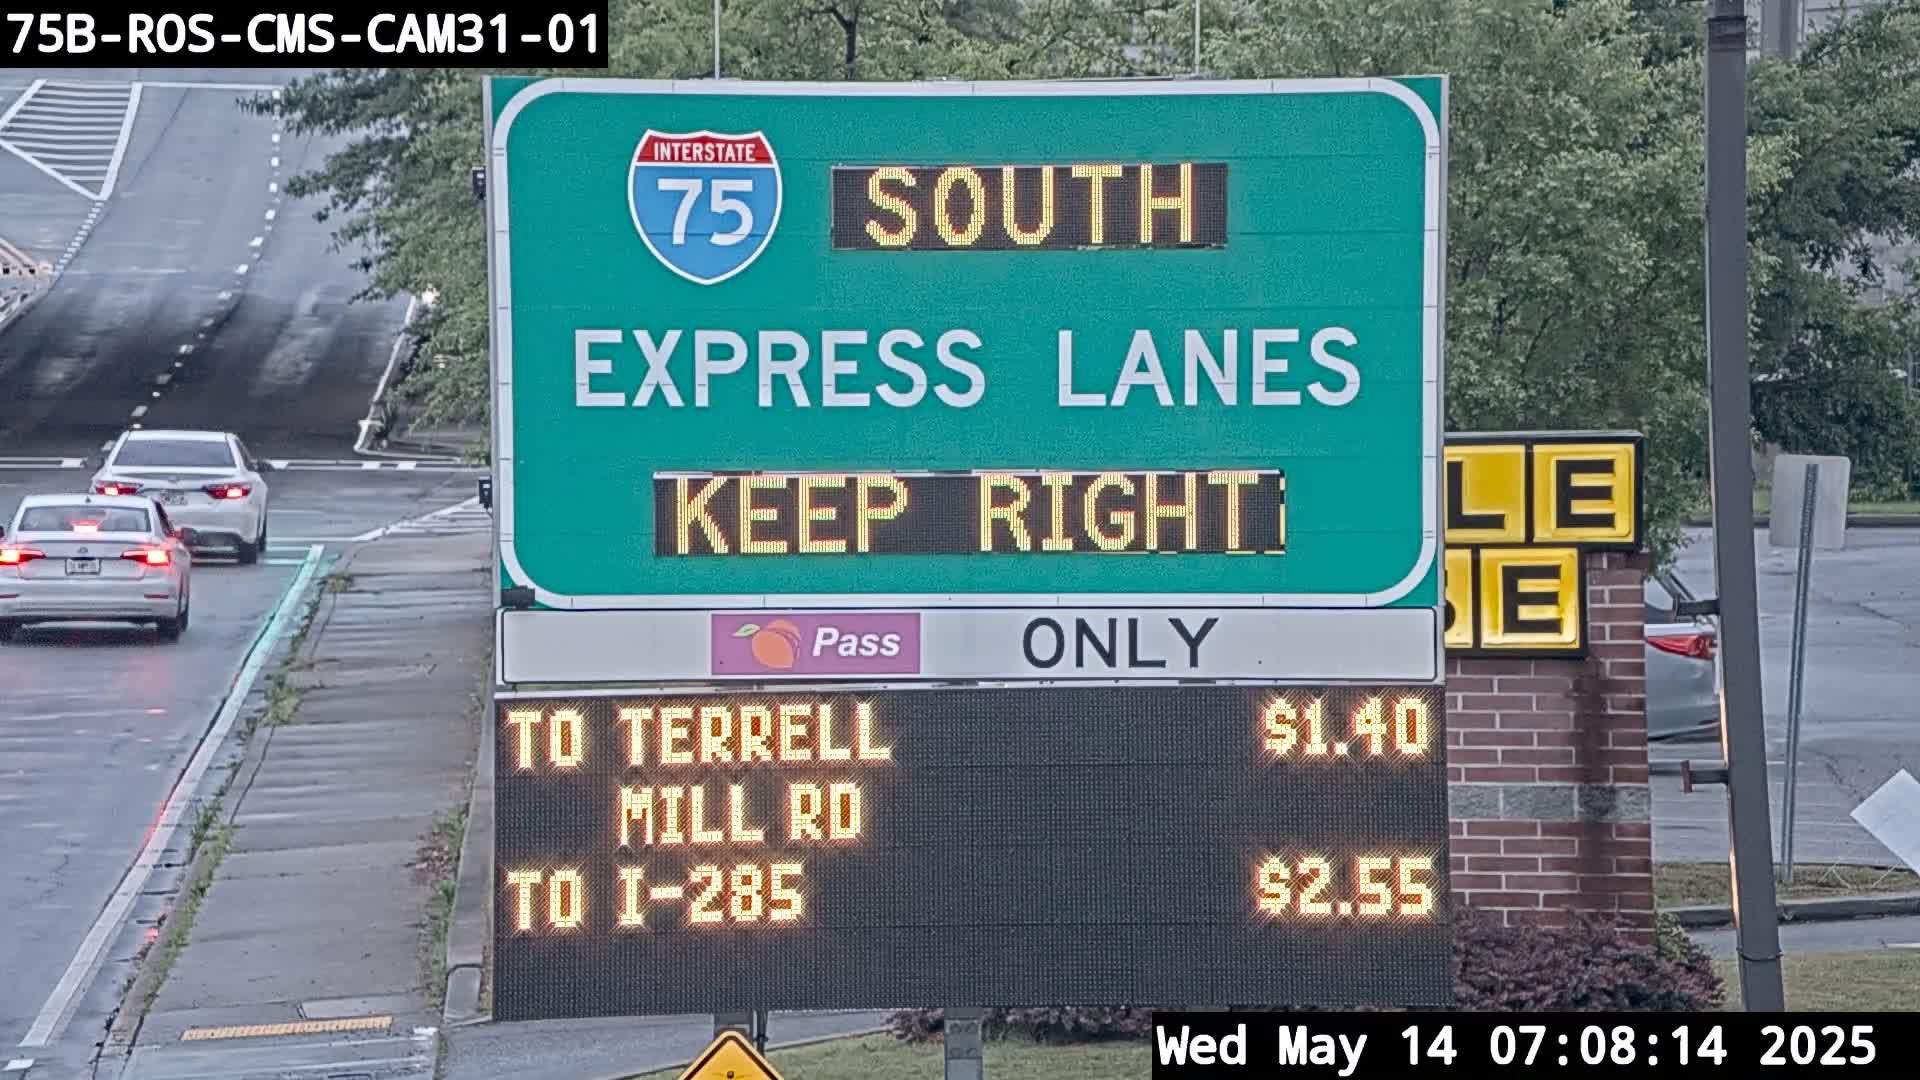 75B-ROS-CMS-CAM31-01
INTERSTATE
75
SOUTH
EXPRESS LANES
KEEP RIGHT
Pass ONLY
TO TERRELL $1.40
MILL RD
TO I-285 $2.55
LE
E
Wed May 14 07:08:14 2025